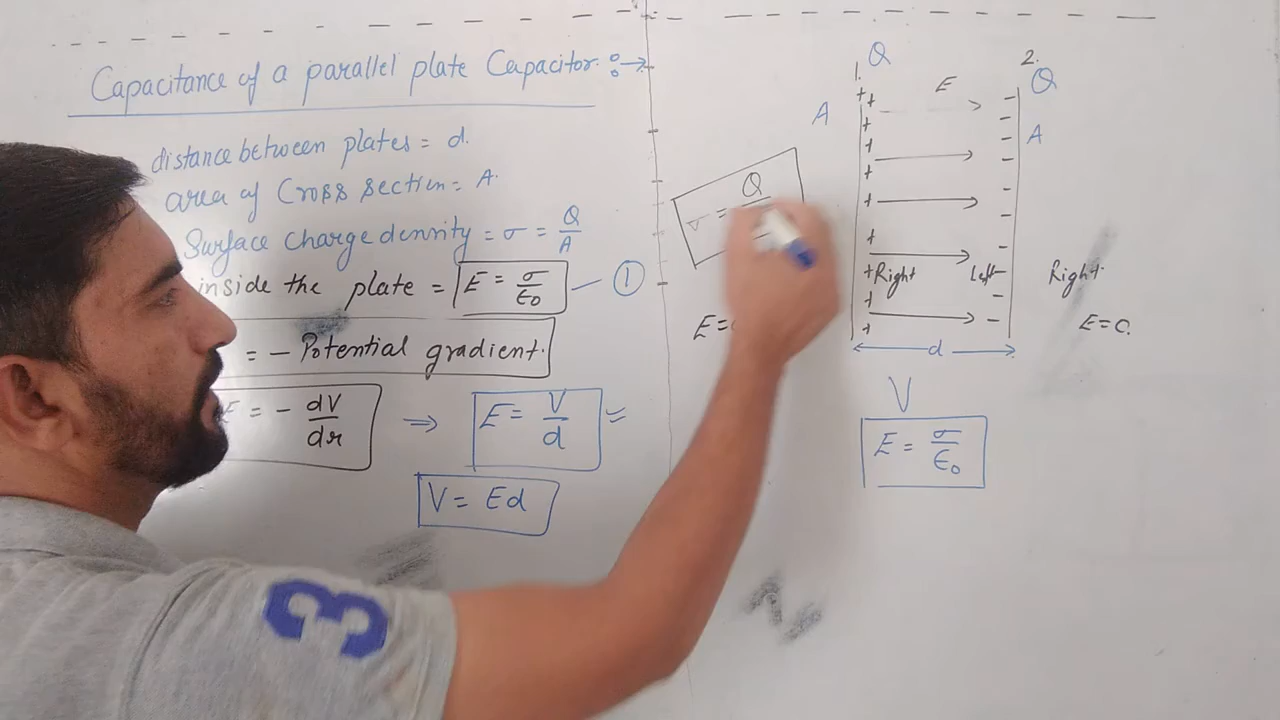 Capacitance of a parallel plate Capacitor :→
distance between plates = d.
area of Cross section = A.
Surface Charge density = σ = Q/A
inside the plate = E = σ/ε0 — 1
= - Potential gradient.
E = - dV/dr ⇒ E = V/d =
V = Ed
σ = Q
E=
1. Q
2. Q
A
E
A
+ + + + + + + + + +
- - - - - - - - -
Right Left Right
E=0.
d
V
E = σ/ε0
3